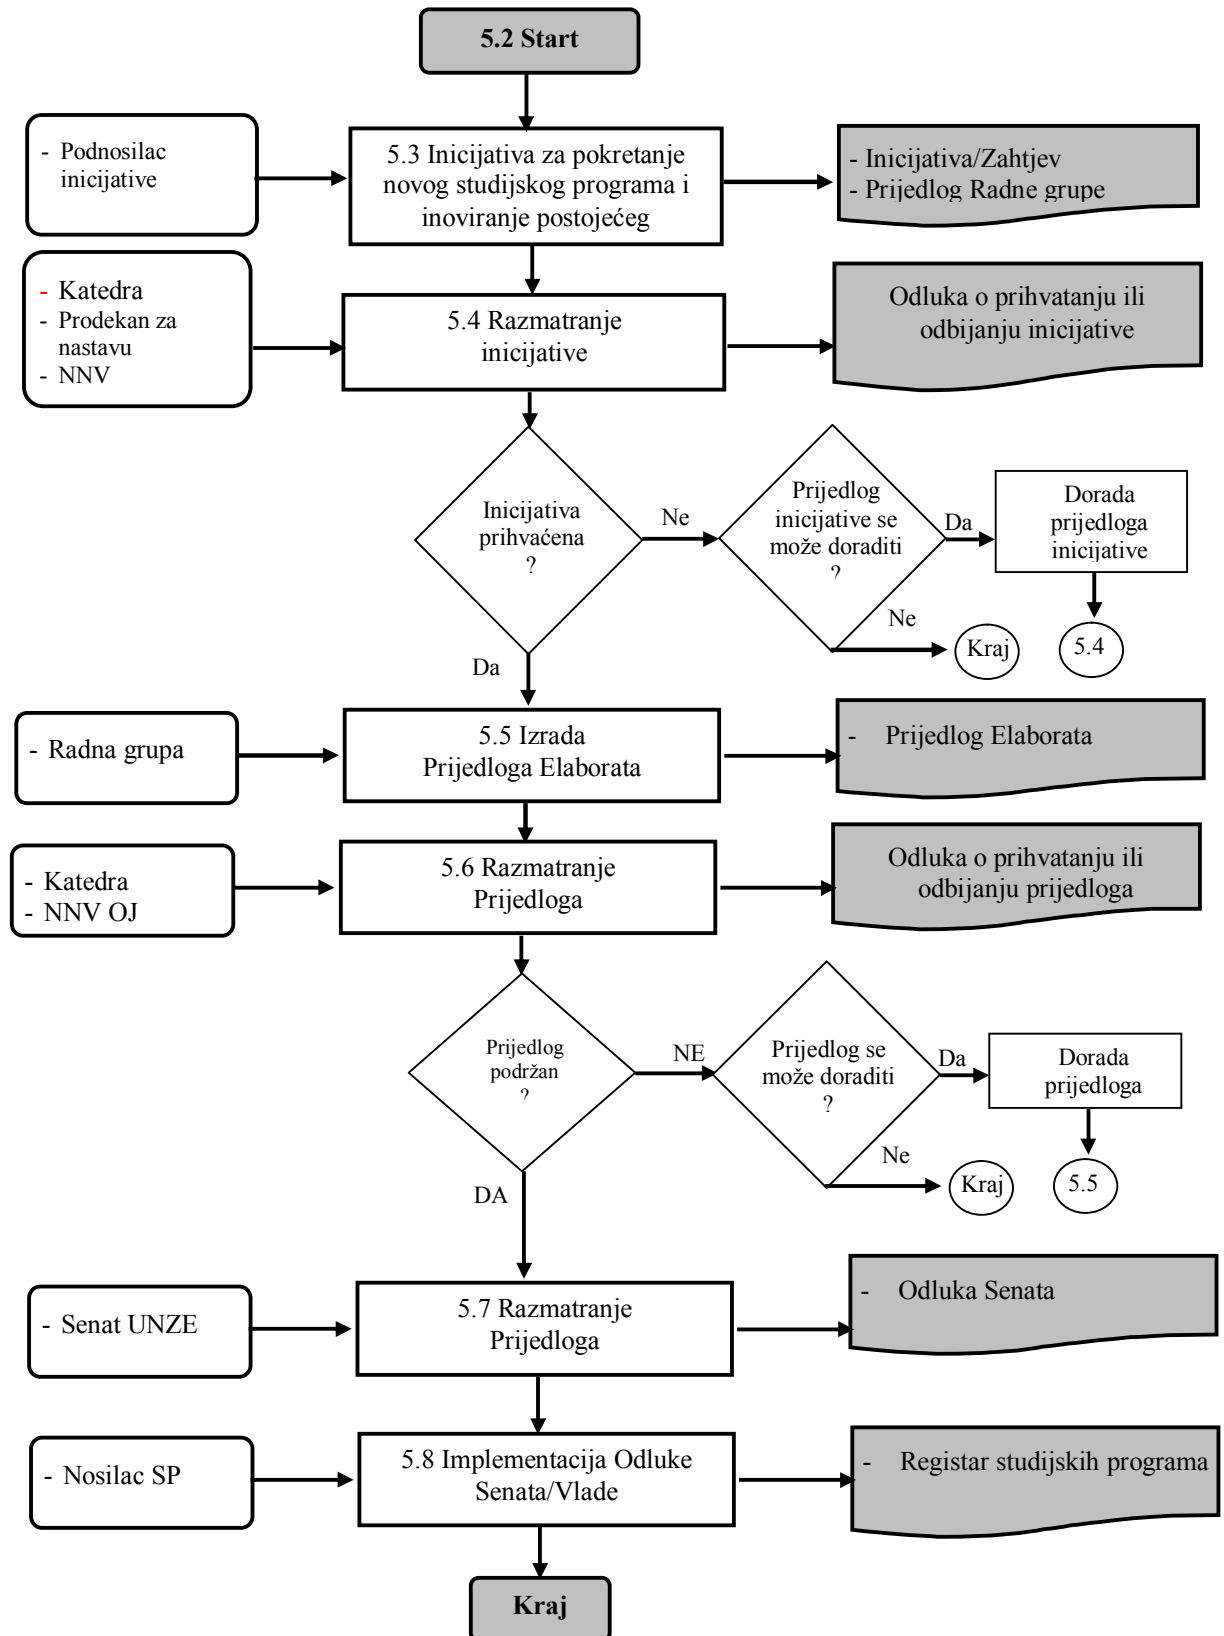 5.2 Start
- Podnosilac
inicijative
5.3 Inicijativa za pokretanje
novog studijskog programa i
inoviranje postojećeg
- Inicijativa/Zahtjev
- Prijedlog Radne grupe
- Katedra
- Prodekan za
nastavu
- NNV
5.4 Razmatranje
inicijative
Odluka o prihvatanju ili
odbijanju inicijative
Inicijativa
prihvaćena
?
Ne
Prijedlog
inicijative se
može doraditi
?
Da
Dorada
prijedloga
inicijative
Ne
Kraj
5.4
Da
- Radna grupa
5.5 Izrada
Prijedloga Elaborata
- Prijedlog Elaborata
- Katedra
- NNV OJ
5.6 Razmatranje
Prijedloga
Odluka o prihvatanju ili
odbijanju prijedloga
Prijedlog
podržan
?
NE
Prijedlog se
može doraditi
?
Da
Dorada
prijedloga
Ne
Kraj
5.5
DA
- Senat UNZE
5.7 Razmatranje
Prijedloga
- Odluka Senata
- Nosilac SP
5.8 Implementacija Odluke
Senata/Vlade
- Registar studijskih programa
Kraj